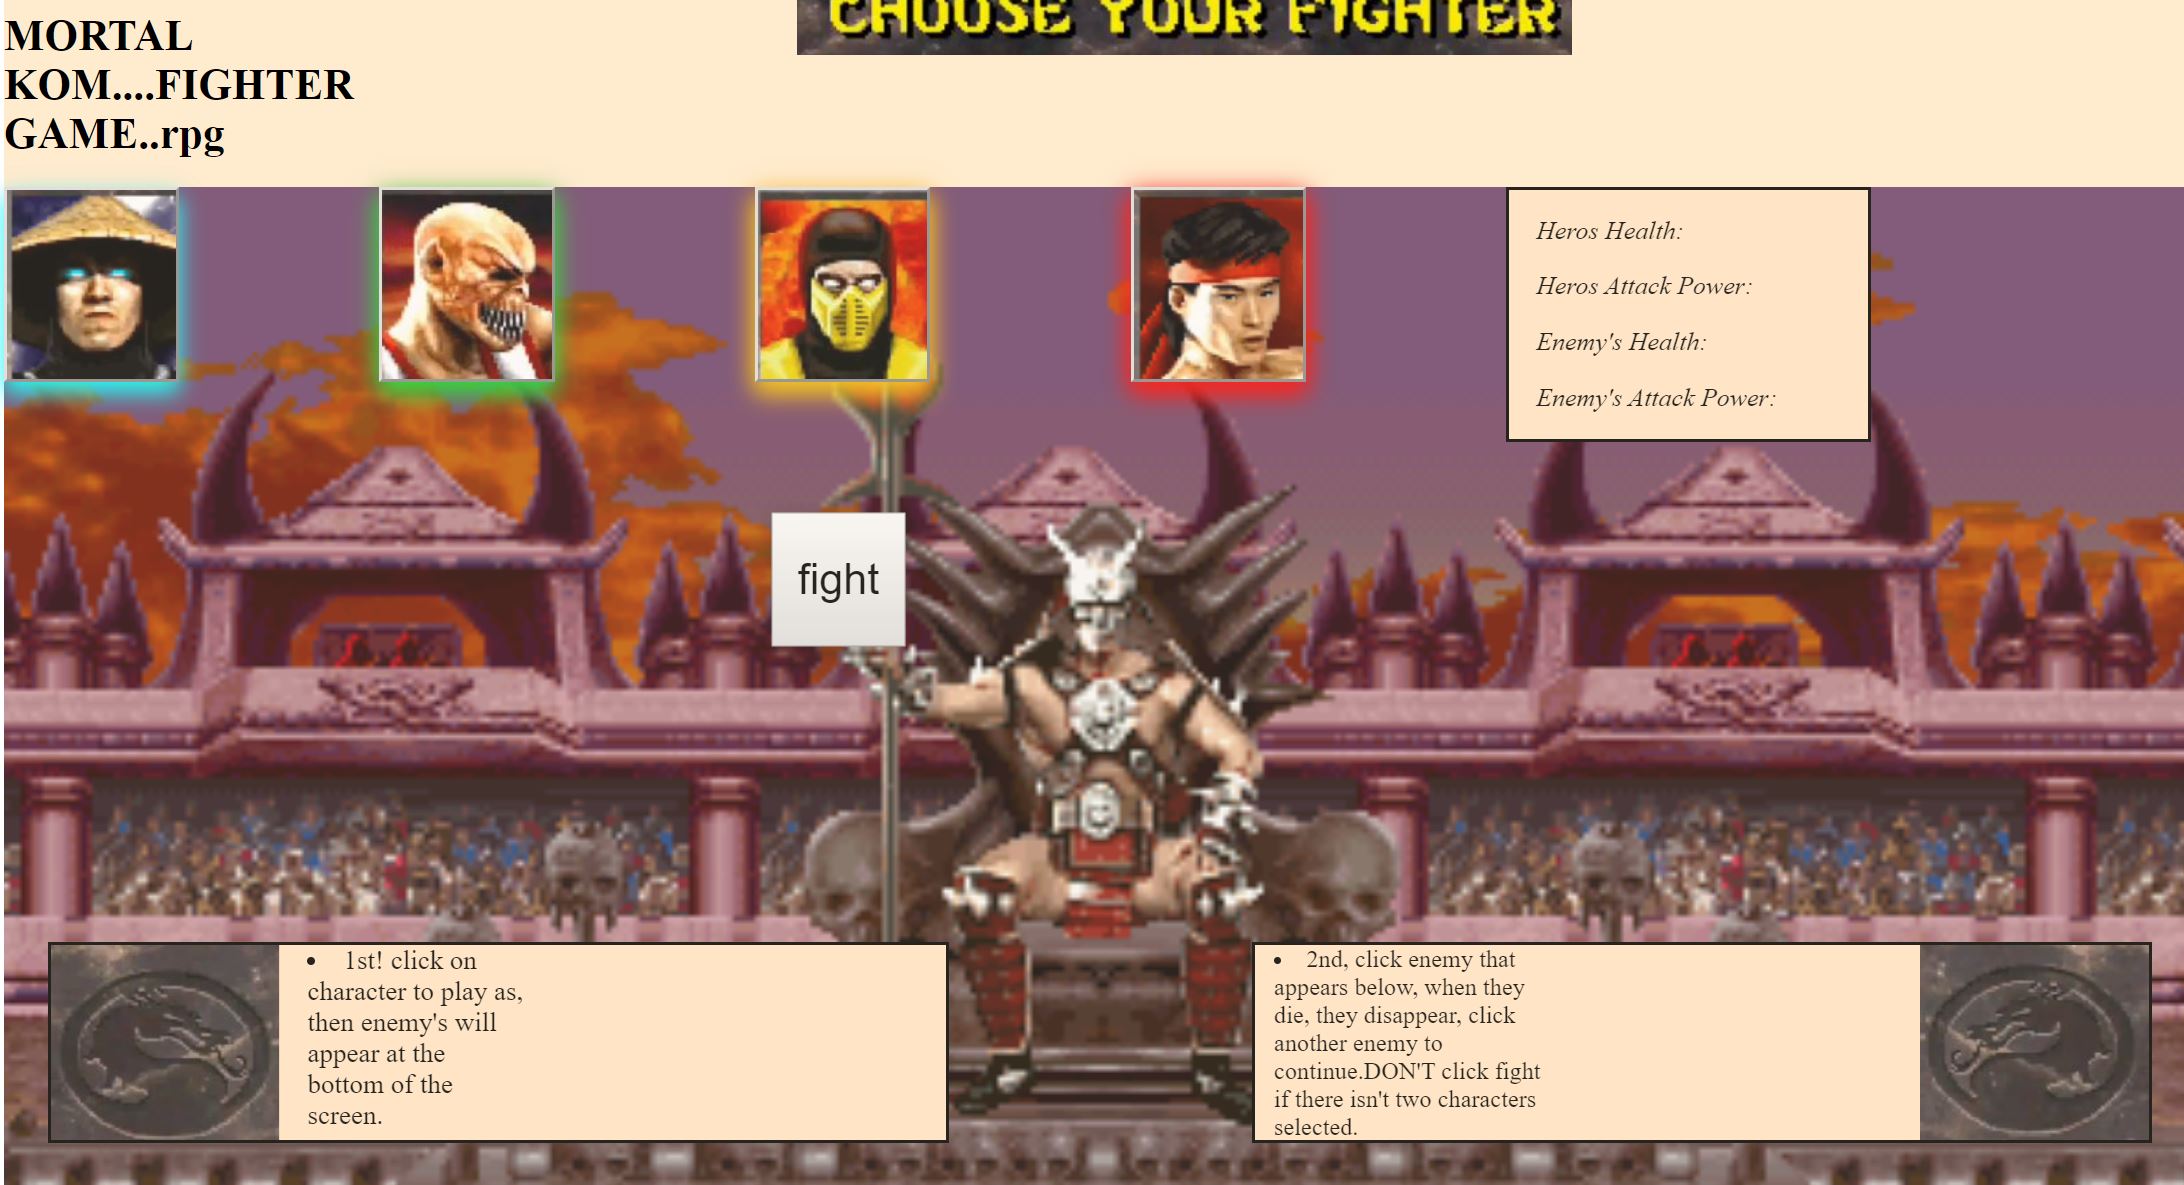 CHOOSE YOUR FIGHTER
MORTAL
KOM....FIGHTER
GAME..rpg
Heros Health:
Heros Attack Power:
Enemy's Health:
Enemy's Attack Power:
fight
1st! click on
character to play as,
then enemy's will
appear at the
bottom of the
screen.
2nd, click enemy that
appears below, when they
die, they disappear, click
another enemy to
continue.DON'T click fight
if there isn't two characters
selected.